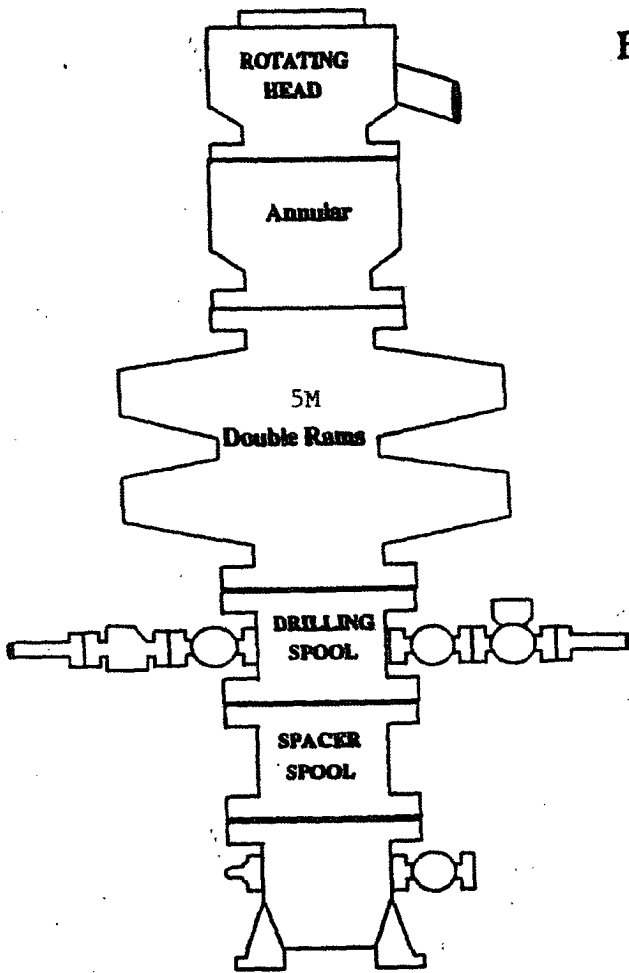 ROTATING
HEAD
Annular
5M
Double Rams
DRILLING
SPOOL
SPACER
SPOOL